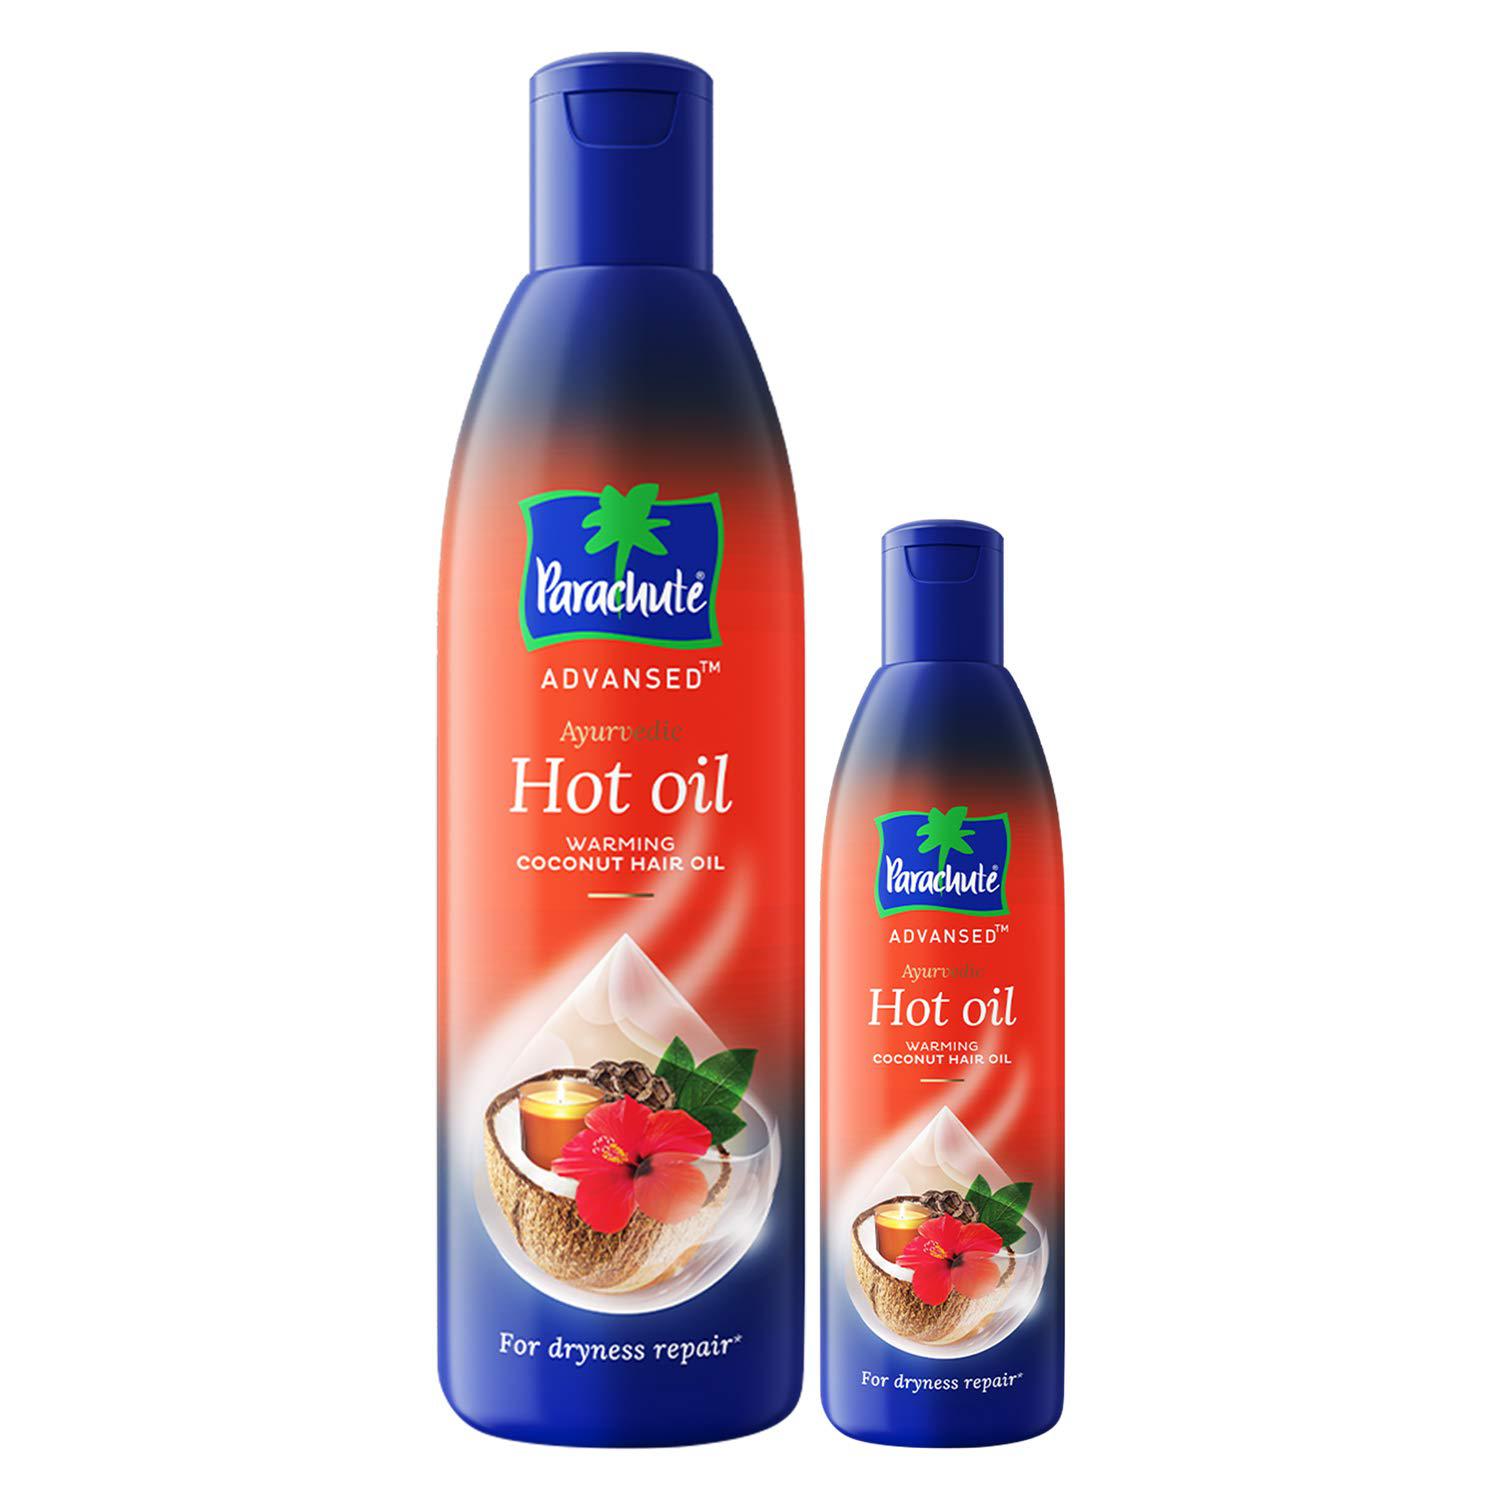 Parachute®
ADVANSED™
Ayurvedic
Hot oil
WARMING
COCONUT HAIR OIL
For dryness repair*
Parachute®
ADVANSED™
Ayurvedic
Hot oil
WARMING
COCONUT HAIR OIL
For dryness repair*